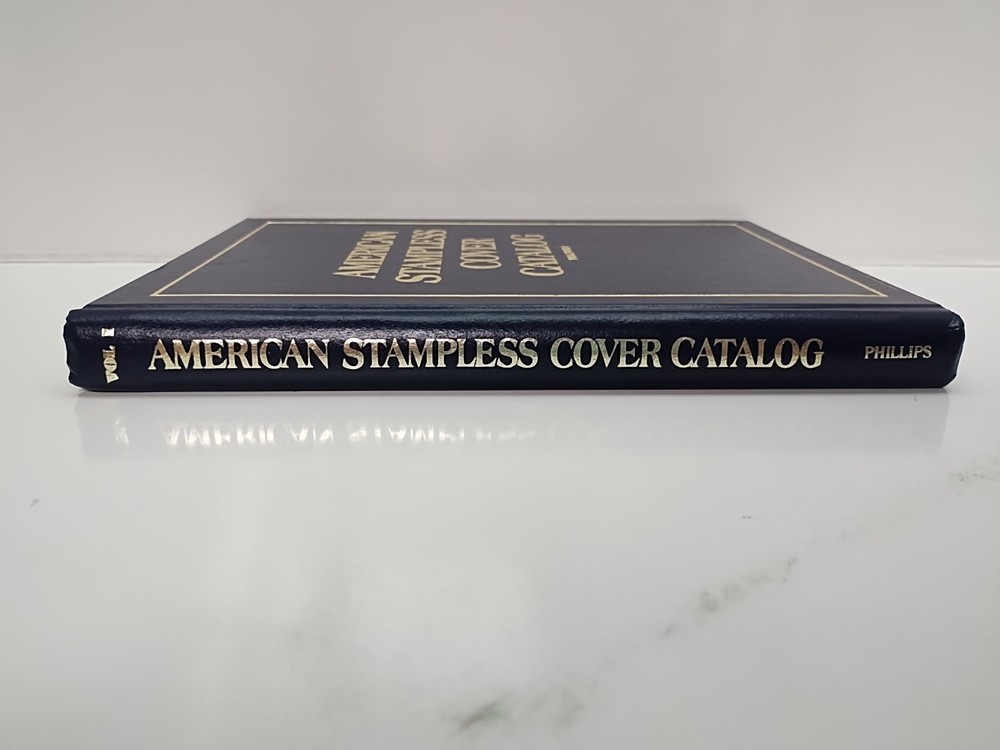 AMERICAN
STAMPLESS
COVER
CATALOG
VOL. I
AMERICAN STAMPLESS COVER CATALOG
PHILLIPS